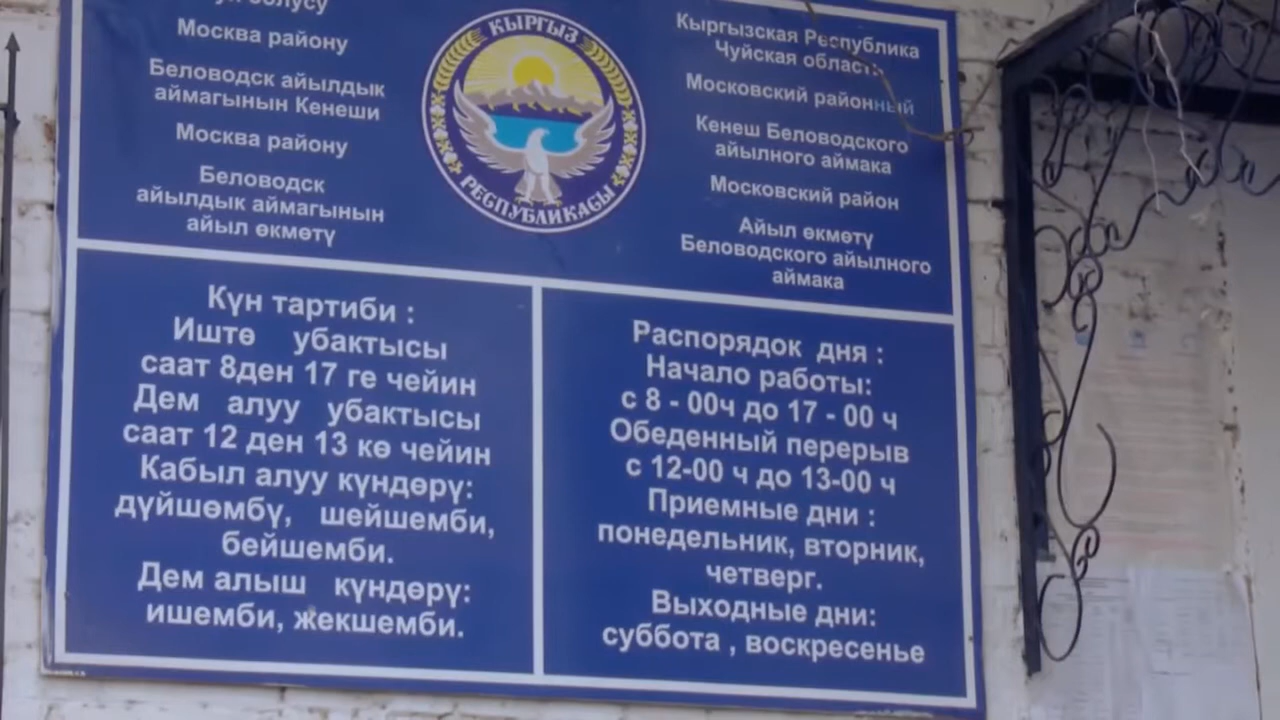 болусу
Москва району
Беловодск айылдык
аймагынын Кенеши
Москва району
Беловодск
айылдык аймагынын
айыл өкмөтү
КЫРГЫЗ
РЕСПУБЛИКАСЫ
Кыргызская Республика
Чуйская область
Московский районный
Кенеш Беловодского
айылного аймака
Московский район
Айыл өкмөтү
Беловодского айылного
аймака
Күн тартиби :
Иштө убактысы
саат 8ден 17 ге чейин
Дем алуу убактысы
саат 12 ден 13 кө чейин
Кабыл алуу күндөрү:
дүйшөмбү, шейшемби,
бейшемби.
Дем алыш күндөрү:
ишемби, жекшемби.
Распорядок дня :
Начало работы:
с 8 - 00ч до 17 - 00 ч
Обеденный перерыв
с 12-00 ч до 13-00 ч
Приемные дни :
понедельник, вторник,
четверг.
Выходные дни:
суббота , воскресенье